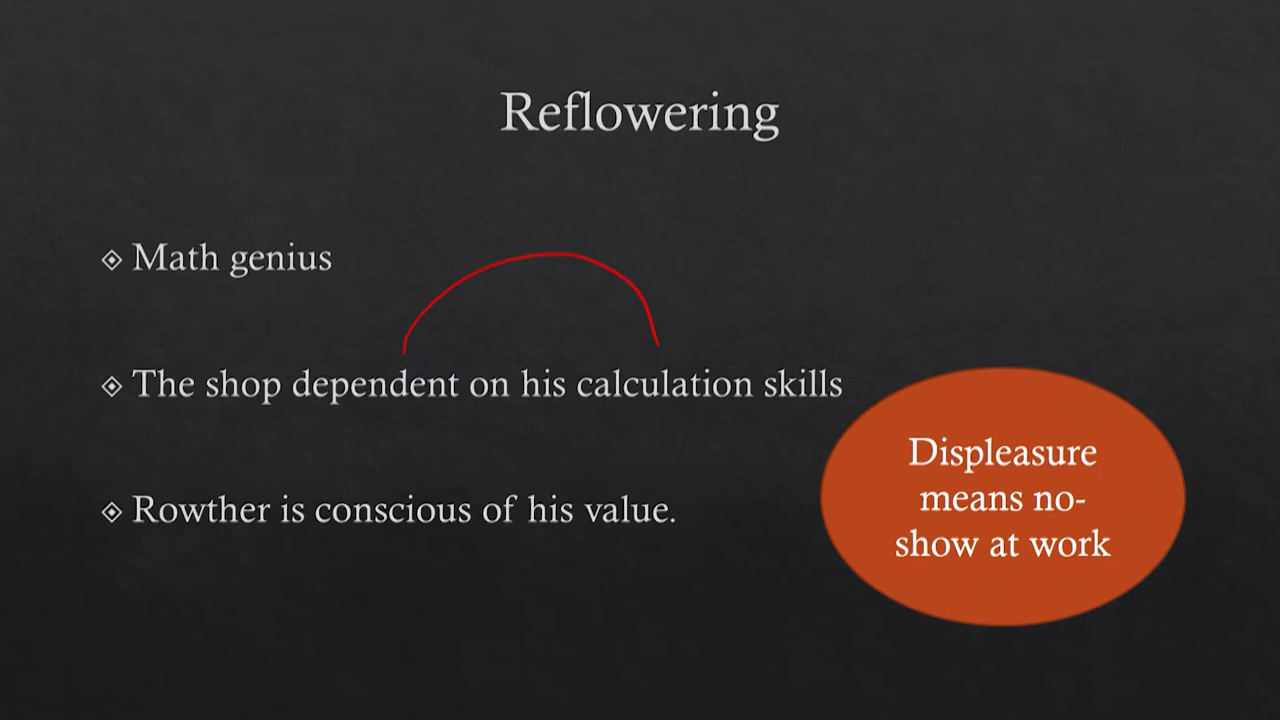 Reflowering
Math genius
The shop dependent on his calculation skills
Rowther is conscious of his value.
Displeasure
means no-
show at work